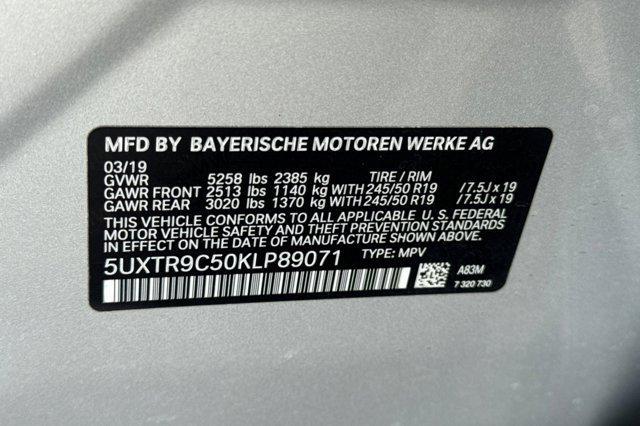 MFD BY BAYERISCHE MOTOREN WERKE AG
03/19
GVWR 5258 lbs 2385 kg TIRE / RIM
GAWR FRONT 2513 lbs 1140 kg WITH 245/50 R19 / 7.5J x 19
GAWR REAR 3020 lbs 1370 kg WITH 245/50 R19 / 7.5J x 19
THIS VEHICLE CONFORMS TO ALL APPLICABLE U. S. FEDERAL
MOTOR VEHICLE SAFETY AND THEFT PREVENTION STANDARDS
IN EFFECT ON THE DATE OF MANUFACTURE SHOWN ABOVE.
5UXTR9C50KLP89071 TYPE: MPV
A83M
7 320 730